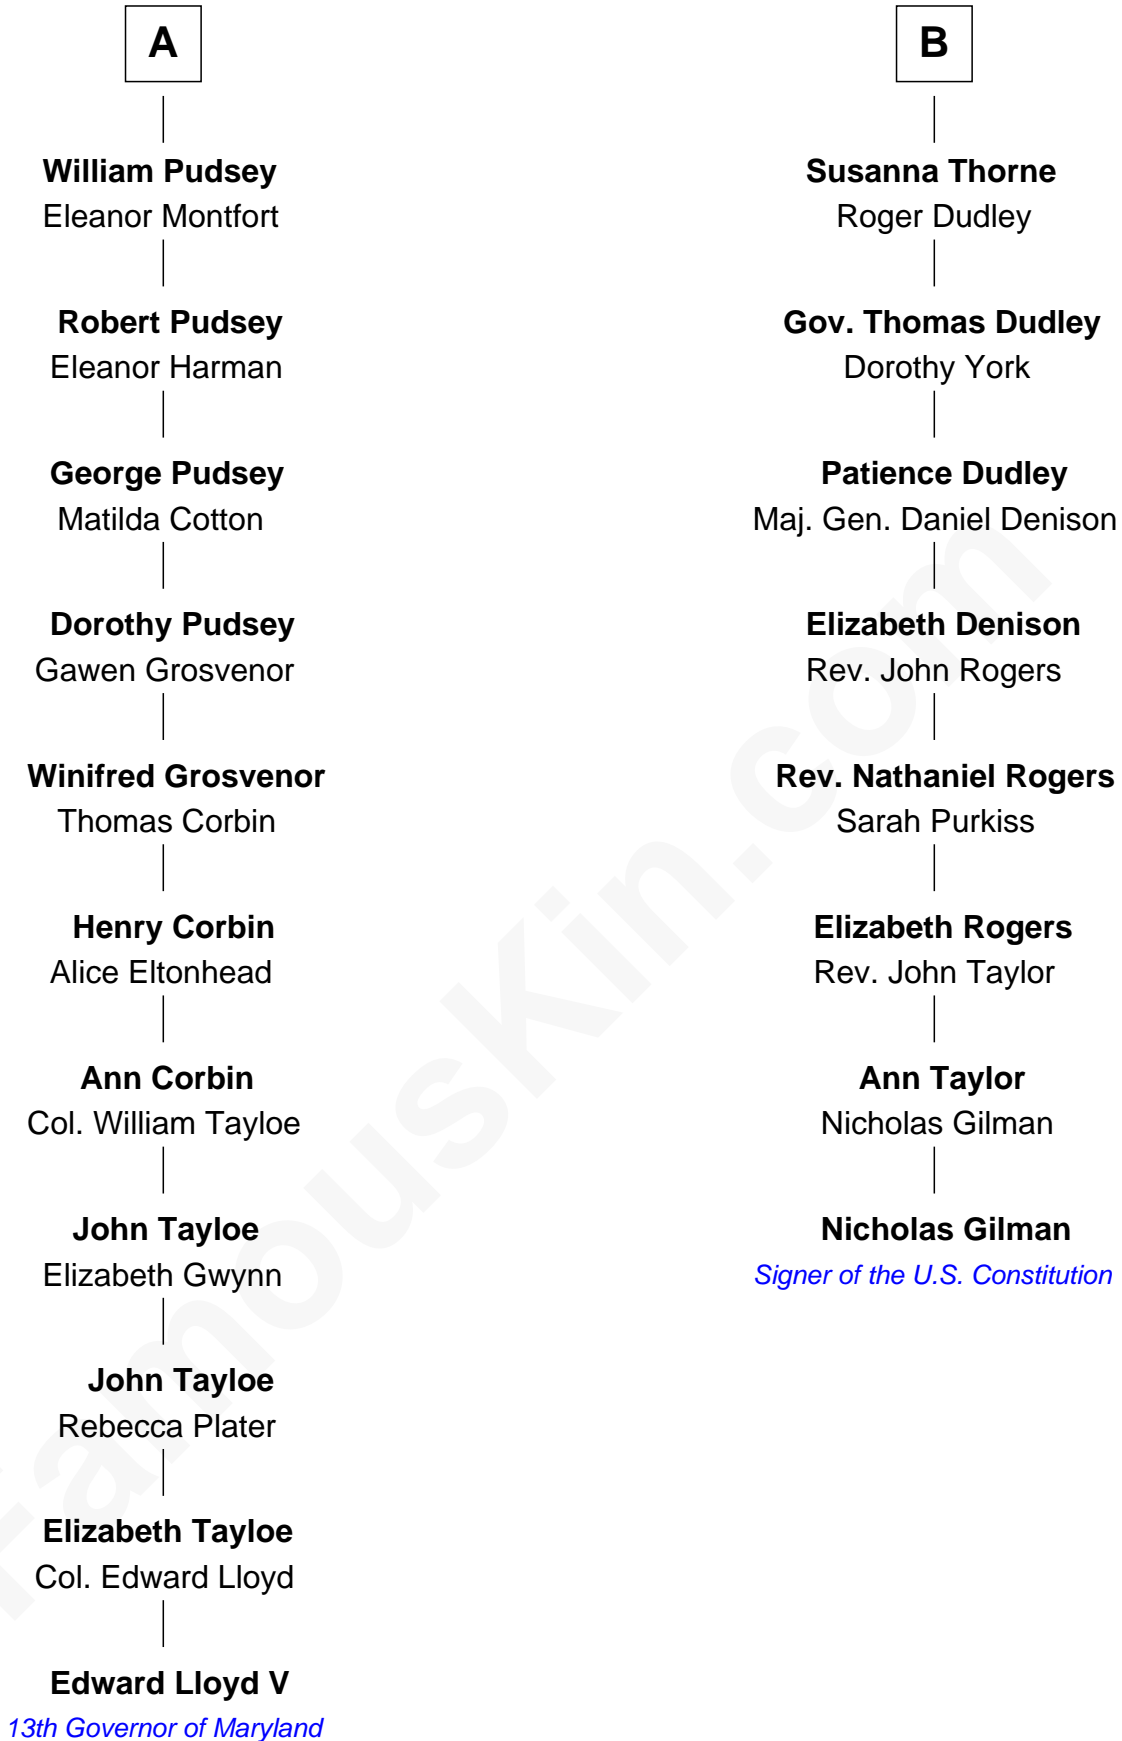 A
William Pudsey
Eleanor Montfort
Robert Pudsey
Eleanor Harman
George Pudsey
Matilda Cotton
Dorothy Pudsey
Gawen Grosvenor
Winifred Grosvenor
Thomas Corbin
Henry Corbin
Alice Eltonhead
Ann Corbin
Col. William Tayloe
John Tayloe
Elizabeth Gwynn
John Tayloe
Rebecca Plater
Elizabeth Tayloe
Col. Edward Lloyd
Edward Lloyd V
13th Governor of Maryland
B
Susanna Thorne
Roger Dudley
Gov. Thomas Dudley
Dorothy York
Patience Dudley
Maj. Gen. Daniel Denison
Elizabeth Denison
Rev. John Rogers
Rev. Nathaniel Rogers
Sarah Purkiss
Elizabeth Rogers
Rev. John Taylor
Ann Taylor
Nicholas Gilman
Nicholas Gilman
Signer of the U.S. Constitution
FamousKin.com